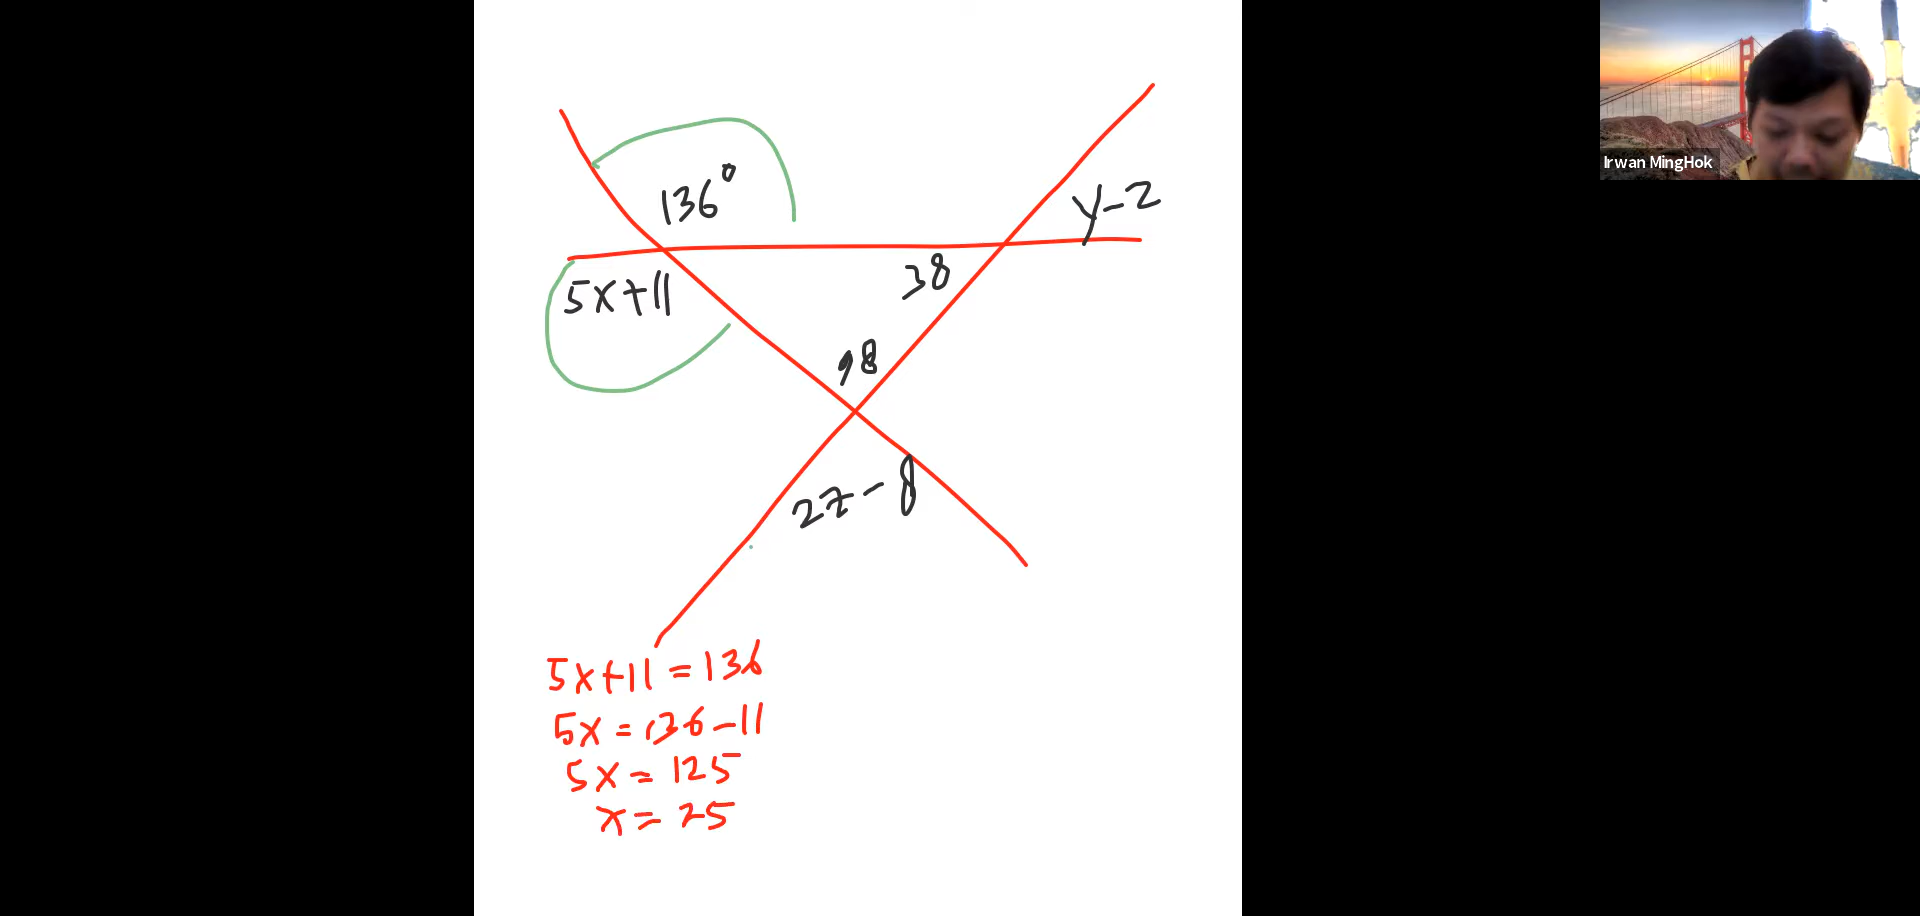 136°
y-2
5x+11
38
98
2z-8
5x+11=136
5x=136-11
5x=125
x=25
Irwan MingHok